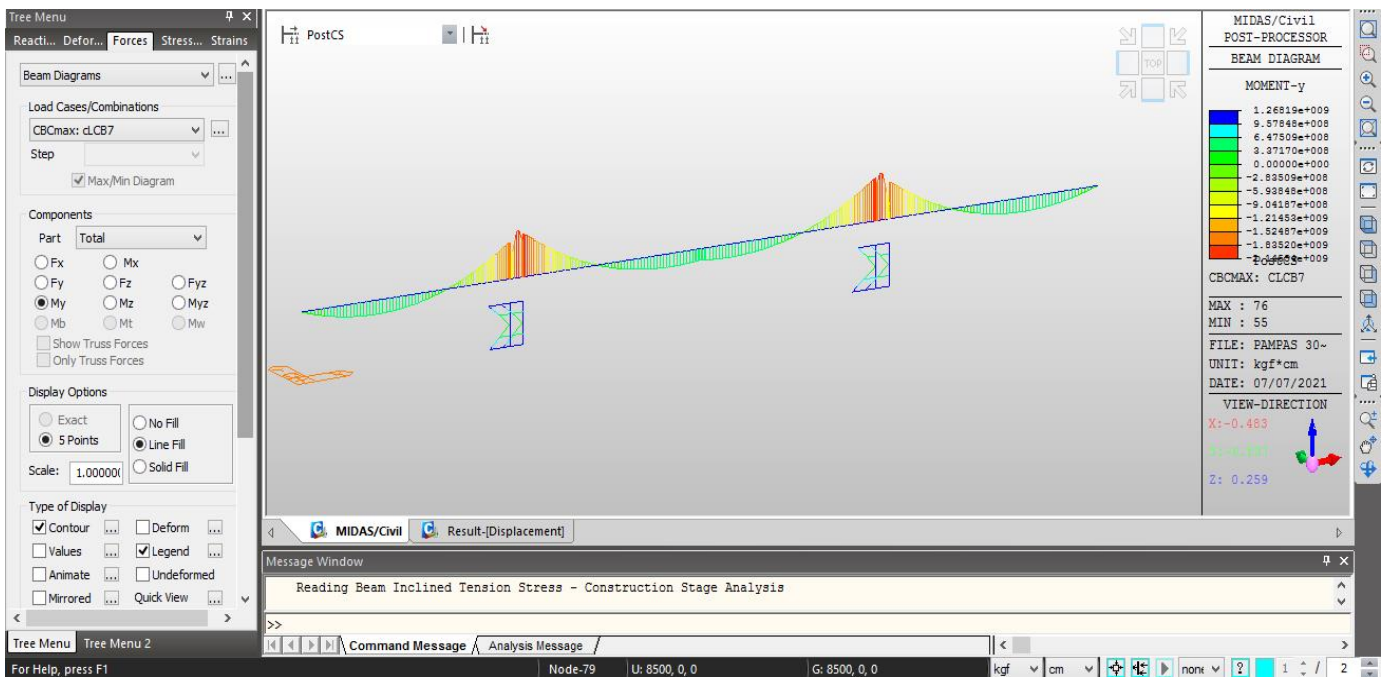 Tree Menu
Reacti... Defor... Forces Stress... Strains
Beam Diagrams ...
Load Cases/Combinations
CBCmax: cLCB7 ...
Step
Max/Min Diagram
Components
Part Total
Fx Mx
Fy Fz Fyz
My Mz Myz
Mb Mt Mw
Show Truss Forces
Only Truss Forces
Display Options
Exact
5 Points
No Fill
Line Fill
Solid Fill
Scale: 1.00000(
Type of Display
Contour ... Deform ...
Values ... Legend ...
Animate ... Undeformed
Mirrored ... Quick View ...
Tree Menu Tree Menu 2
PostCS
TOP
MIDAS/Civil
POST-PROCESSOR
BEAM DIAGRAM
MOMENT-y
1.26819e+009
9.57848e+008
6.47509e+008
3.37170e+008
0.00000e+000
-2.83509e+008
-5.93848e+008
-9.04187e+008
-1.21453e+009
-1.52487e+009
-1.83520e+009
CBCMAX: CLCB7
MAX : 76
MIN : 55
FILE: PAMPAS 30~
UNIT: kgf*cm
DATE: 07/07/2021
VIEW-DIRECTION
X:-0.483
Z: 0.259
MIDAS/Civil Result-[Displacement]
Message Window
Reading Beam Inclined Tension Stress - Construction Stage Analysis
>>
Command Message Analysis Message
For Help, press F1
Node-79
U: 8500, 0, 0
G: 8500, 0, 0
kgf cm
none ? 1 / 2